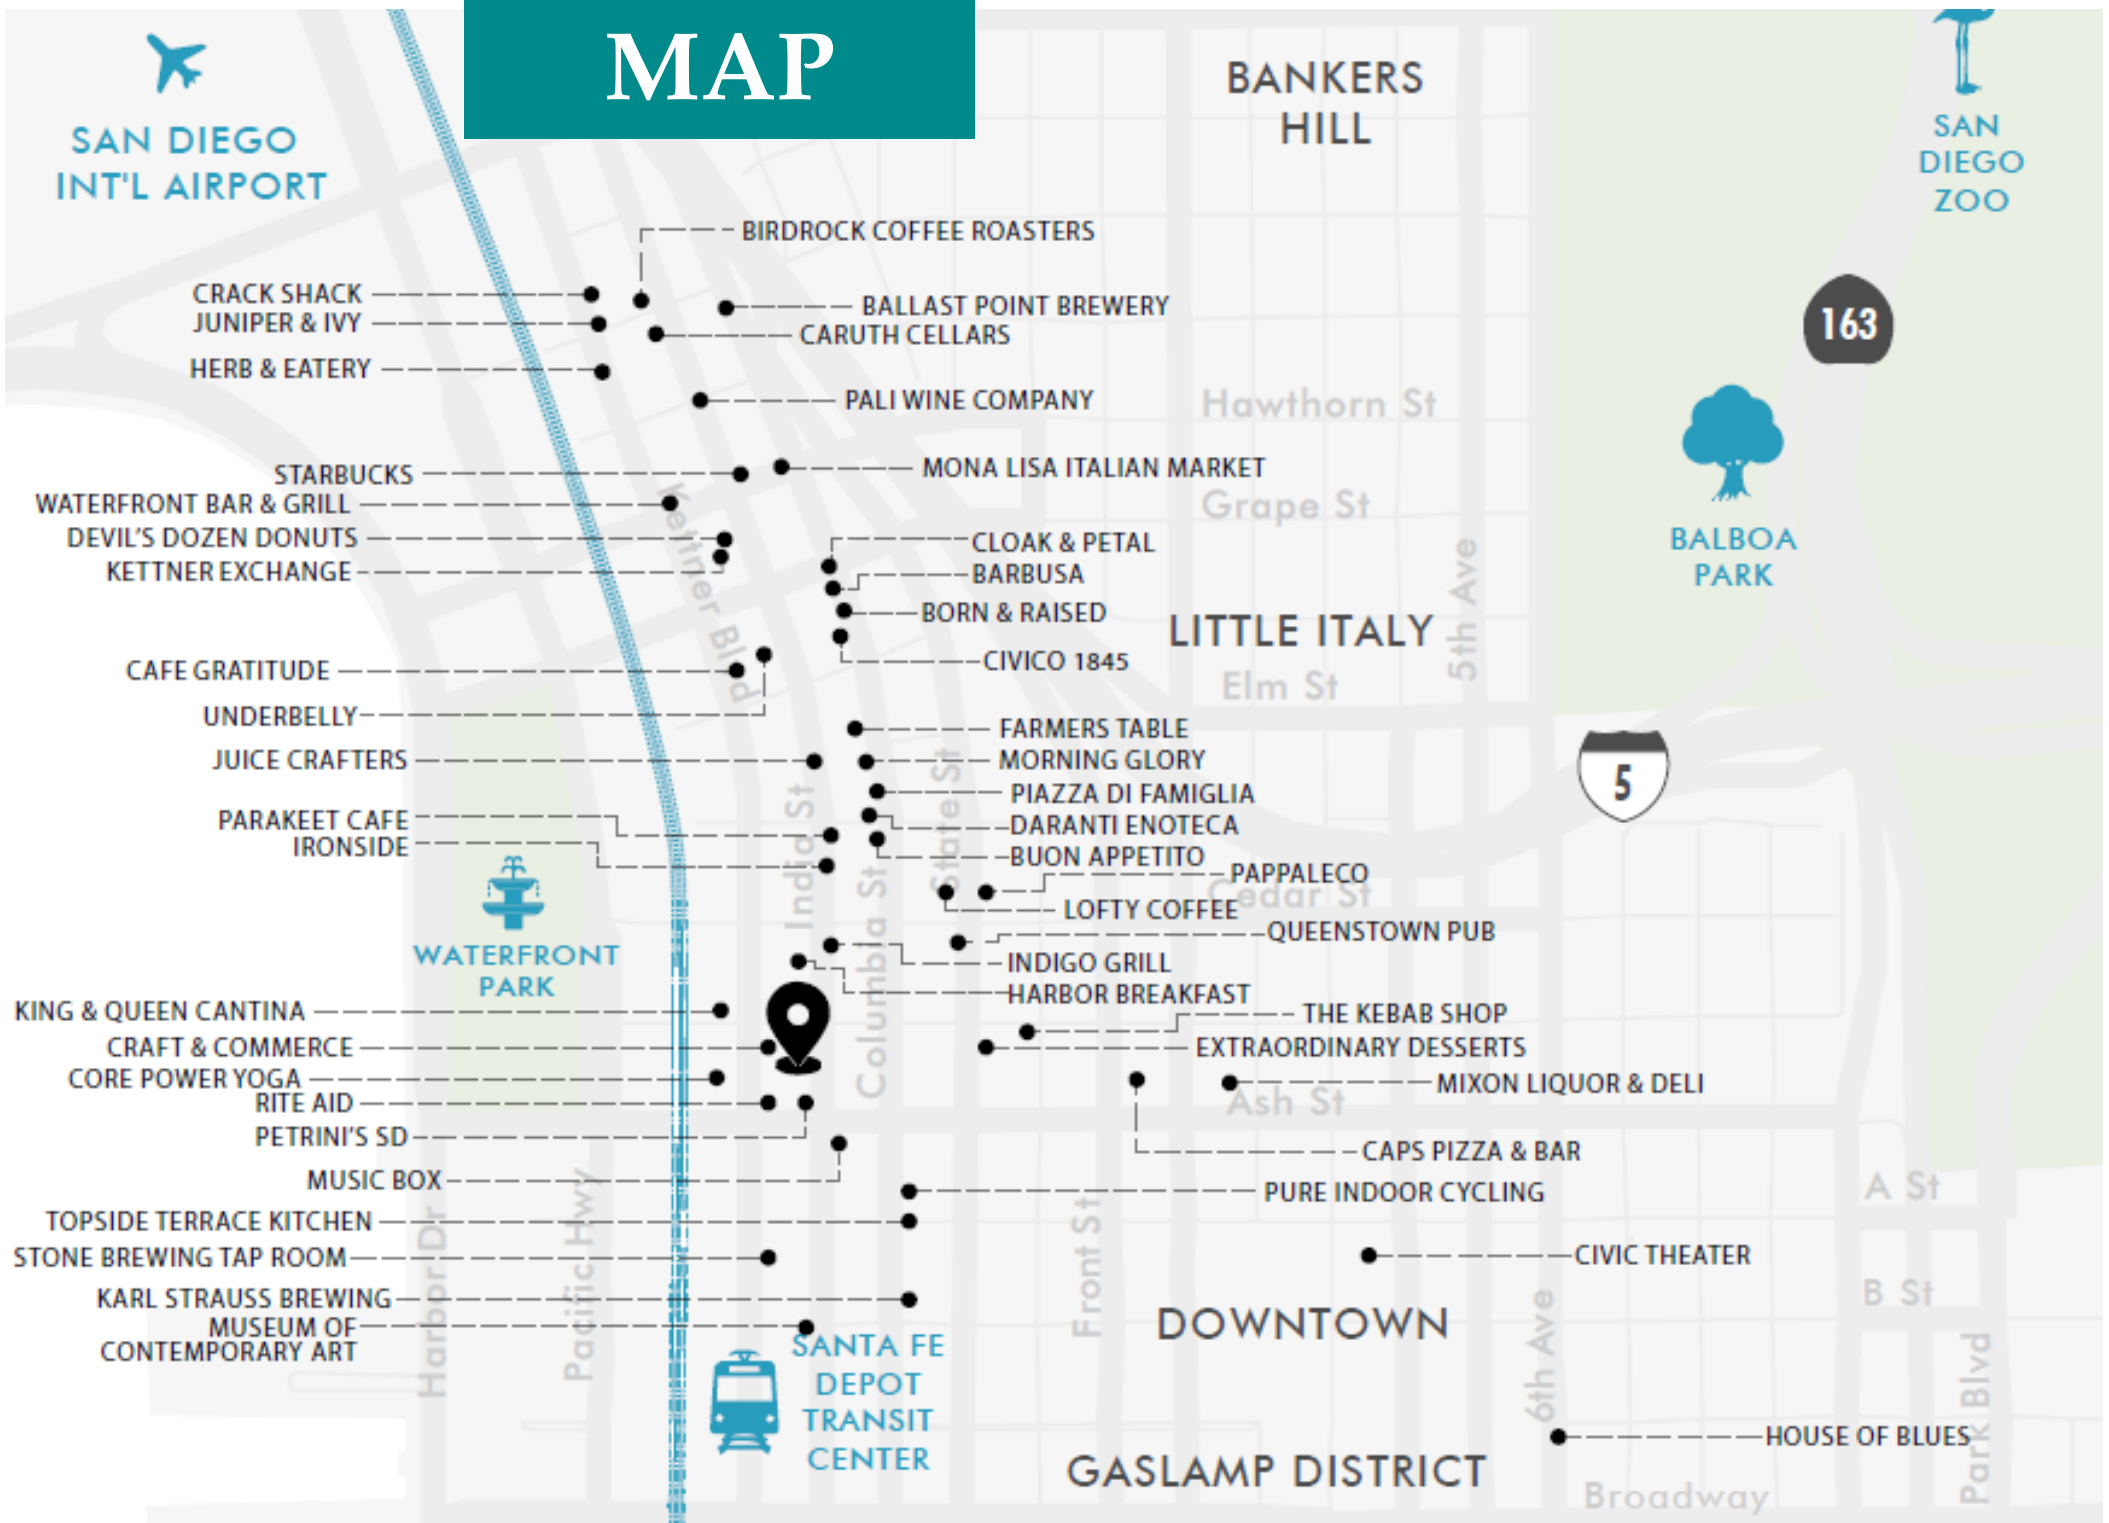 MAP
SAN DIEGO
INT'L AIRPORT
BANKERS
HILL
SAN
DIEGO
ZOO
BIRDROCK COFFEE ROASTERS
CRACK SHACK
BALLAST POINT BREWERY
JUNIPER & IVY
CARUTH CELLARS
163
HERB & EATERY
PALI WINE COMPANY
Hawthorn St
STARBUCKS
MONA LISA ITALIAN MARKET
WATERFRONT BAR & GRILL
Grape St
DEVIL'S DOZEN DONUTS
KETTNER EXCHANGE
Kettner Blvd
CLOAK & PETAL
BARBUSA
BORN & RAISED
CIVICO 1845
LITTLE ITALY
5th Ave
BALBOA
PARK
Elm St
CAFE GRATITUDE
UNDERBELLY
FARMERS TABLE
JUICE CRAFTERS
MORNING GLORY
PIAZZA DI FAMIGLIA
5
India St
State St
PARAKEET CAFE
DARANTI ENOTECA
IRONSIDE
BUON APPETITO
PAPPALECO
Cedar St
LOFTY COFFEE
Columbia St
QUEENSTOWN PUB
WATERFRONT
PARK
INDIGO GRILL
HARBOR BREAKFAST
KING & QUEEN CANTINA
THE KEBAB SHOP
CRAFT & COMMERCE
EXTRAORDINARY DESSERTS
CORE POWER YOGA
MIXON LIQUOR & DELI
RITE AID
Ash St
PETRINI'S SD
CAPS PIZZA & BAR
MUSIC BOX
PURE INDOOR CYCLING
A St
TOPSIDE TERRACE KITCHEN
STONE BREWING TAP ROOM
CIVIC THEATER
Harbor Dr
Pacific Hwy
Front St
KARL STRAUSS BREWING
B St
MUSEUM OF
CONTEMPORARY ART
DOWNTOWN
6th Ave
Park Blvd
SANTA FE
DEPOT
TRANSIT
CENTER
HOUSE OF BLUES
GASLAMP DISTRICT
Broadway